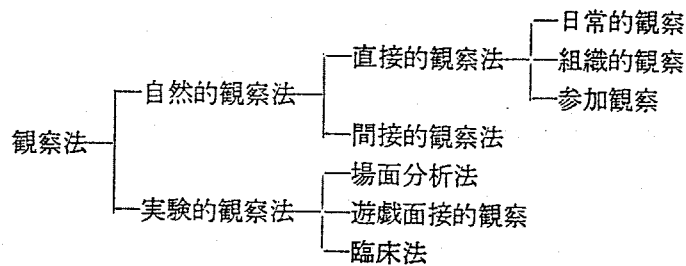 観察法
自然的観察法
直接的観察法
日常的観察
組織的観察
参加観察
間接的観察法
実験的観察法
場面分析法
遊戯面接的観察
臨床法